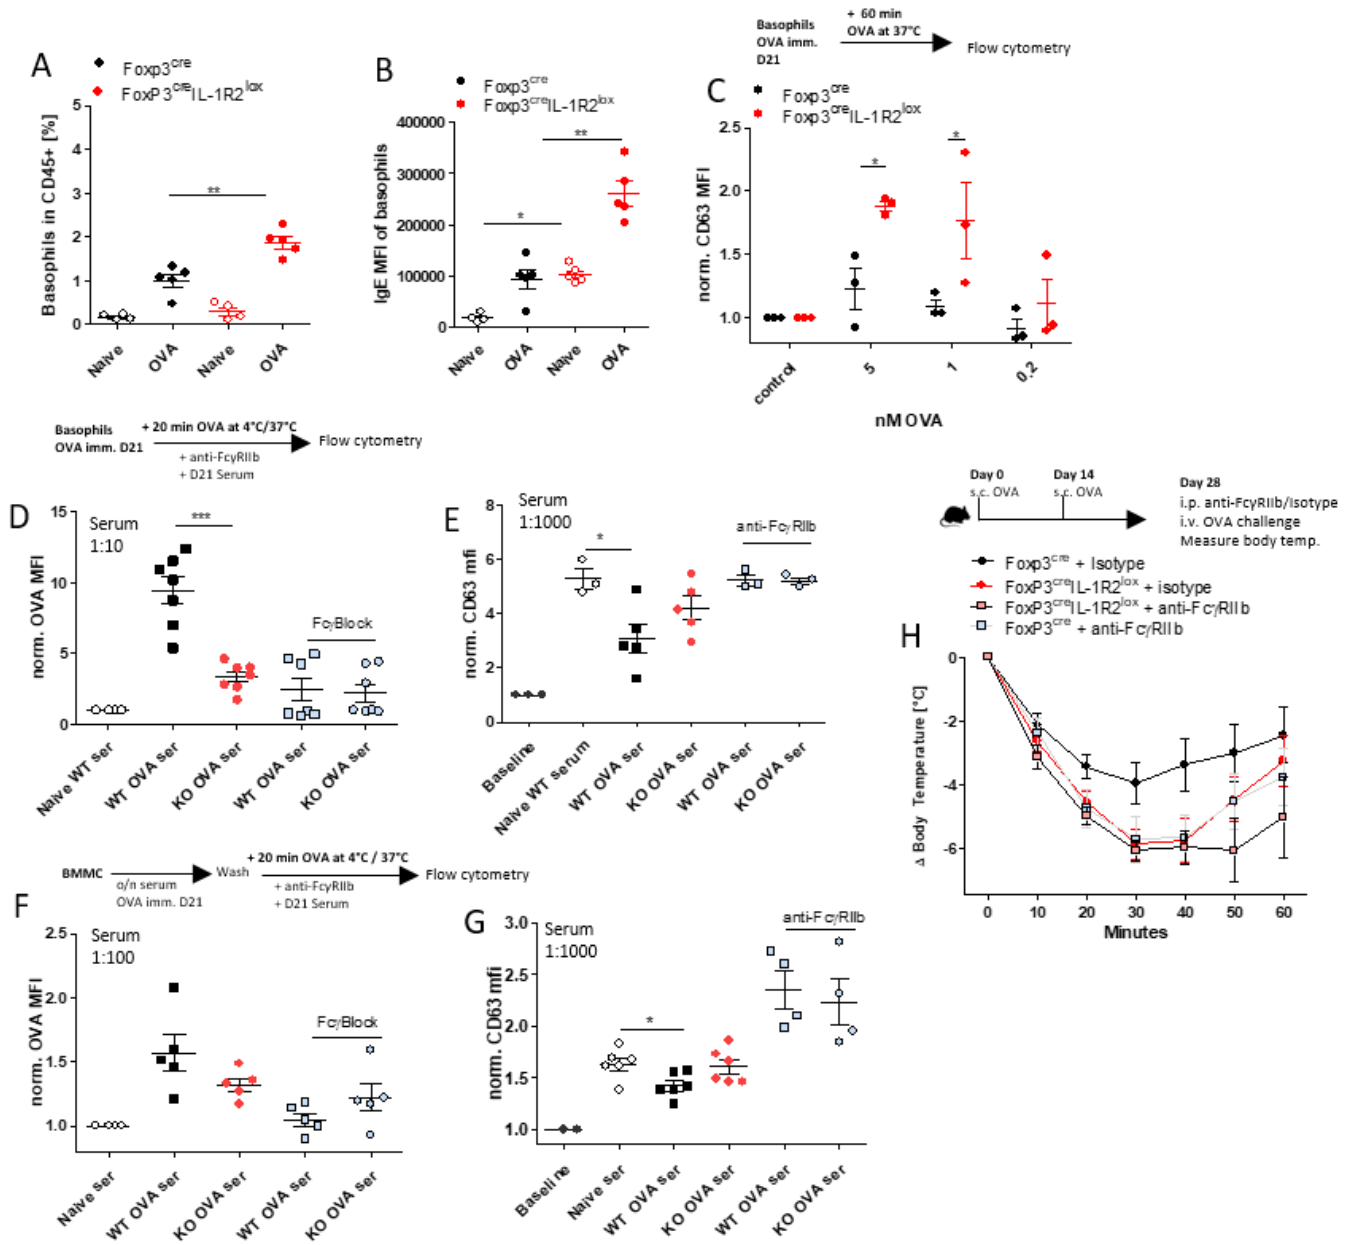 A
Foxp3cre
FoxP3creIL-1R2lox
Basophils in CD45+ [%]
5
4
3
2
1
0
**
Naive
OVA
Naive
OVA
B
Foxp3cre
Foxp3creIL-1R2lox
IgE MFI of basophils
400000
300000
200000
100000
0
*
**
Naive
OVA
Naive
OVA
Basophils
OVA imm.
D21
+ 60 min
OVA at 37°C
Flow cytometry
C
Foxp3cre
Foxp3creIL-1R2lox
norm. CD63 MFI
2.5
2.0
1.5
1.0
*
*
control
5
1
0.2
nM OVA
Basophils
OVA imm. D21
+ 20 min OVA at 4°C/37°C
+ anti-FcγRIIb
+ D21 Serum
Flow cytometry
D
Serum
1:10
norm. OVA MFI
15
10
5
0
***
FcγBlock
Naive WT Ser
WT OVA ser
KO OVA ser
WT OVA ser
KO OVA ser
E
Serum
1:1000
norm. CD63 mfi
8
6
4
2
0
*
anti-FcγRIIb
Baseline
Naive WT serum
WT OVA ser
KO OVA ser
WT OVA ser
KO OVA ser
Day 0
s.c. OVA
Day 14
s.c. OVA
Day 28
i.p. anti-FcγRIIb/Isotype
i.v. OVA challenge
Measure body temp.
Foxp3cre + Isotype
FoxP3creIL-1R2lox + isotype
FoxP3creIL-1R2lox + anti-FcγRIIb
FoxP3cre + anti-FcγRIIb
H
Δ Body Temperature [°C]
0
-2
-4
-6
0
10
20
30
40
50
60
Minutes
BMMC
o/n serum
OVA imm. D21
Wash
+ 20 min OVA at 4°C / 37°C
+ anti-FcγRIIb
+ D21 Serum
Flow cytometry
F
Serum
1:100
norm. OVA MFI
2.5
2.0
1.5
1.0
FcγBlock
Naive ser
WT OVA ser
KO OVA ser
WT OVA ser
KO OVA ser
G
Serum
1:1000
norm. CD63 mfi
3.0
2.5
2.0
1.5
1.0
*
anti-FcγRIIb
Baseline
Naive ser
WT OVA ser
KO OVA ser
WT OVA ser
KO OVA ser